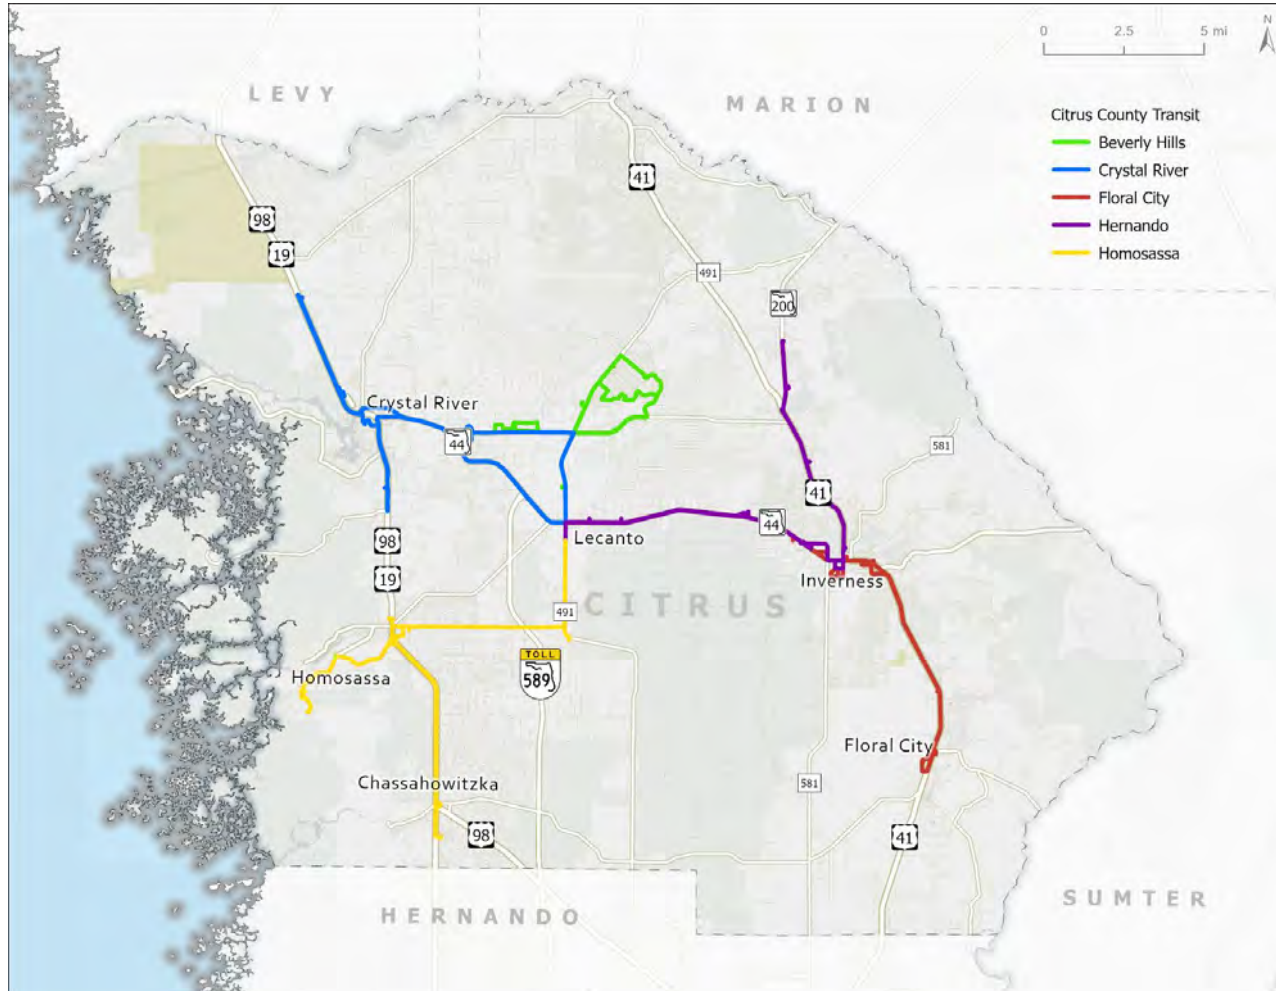 N
0 2.5 5 mi
LEVY
MARION
Citrus County Transit
Beverly Hills
Crystal River
Floral City
Hernando
Homosassa
41
98
19
491
200
Crystal River
44
581
41
98
44
Lecanto
19
Inverness
CITRUS
491
TOLL
589
Homosassa
Floral City
Chassahowitzka
581
98
41
SUMTER
HERNANDO